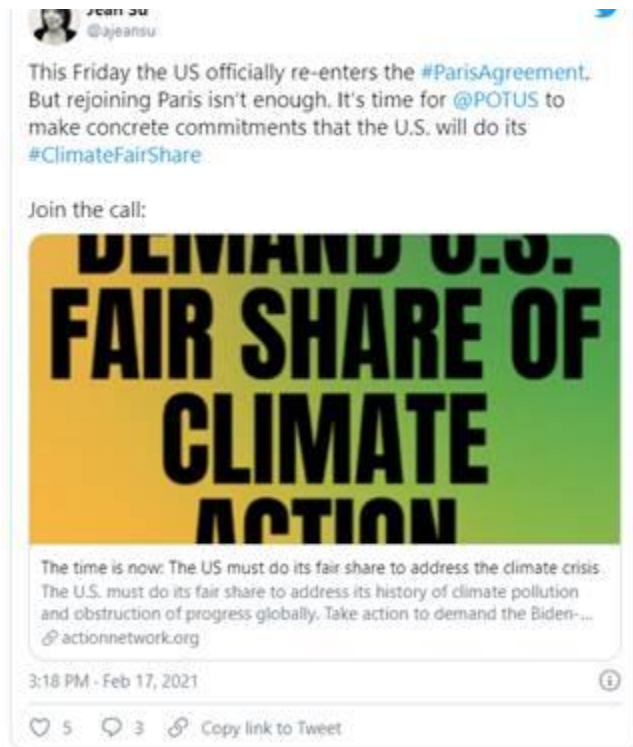 Jean Su
@ajeansu
This Friday the US officially re-enters the #ParisAgreement.
But rejoining Paris isn't enough. It's time for @POTUS to
make concrete commitments that the U.S. will do its
#ClimateFairShare
Join the call:
DEMAND U.S.
FAIR SHARE OF
CLIMATE
ACTION
The time is now: The US must do its fair share to address the climate crisis
The U.S. must do its fair share to address its history of climate pollution
and obstruction of progress globally. Take action to demand the Biden-...
actionnetwork.org
3:18 PM · Feb 17, 2021
5 3 Copy link to Tweet